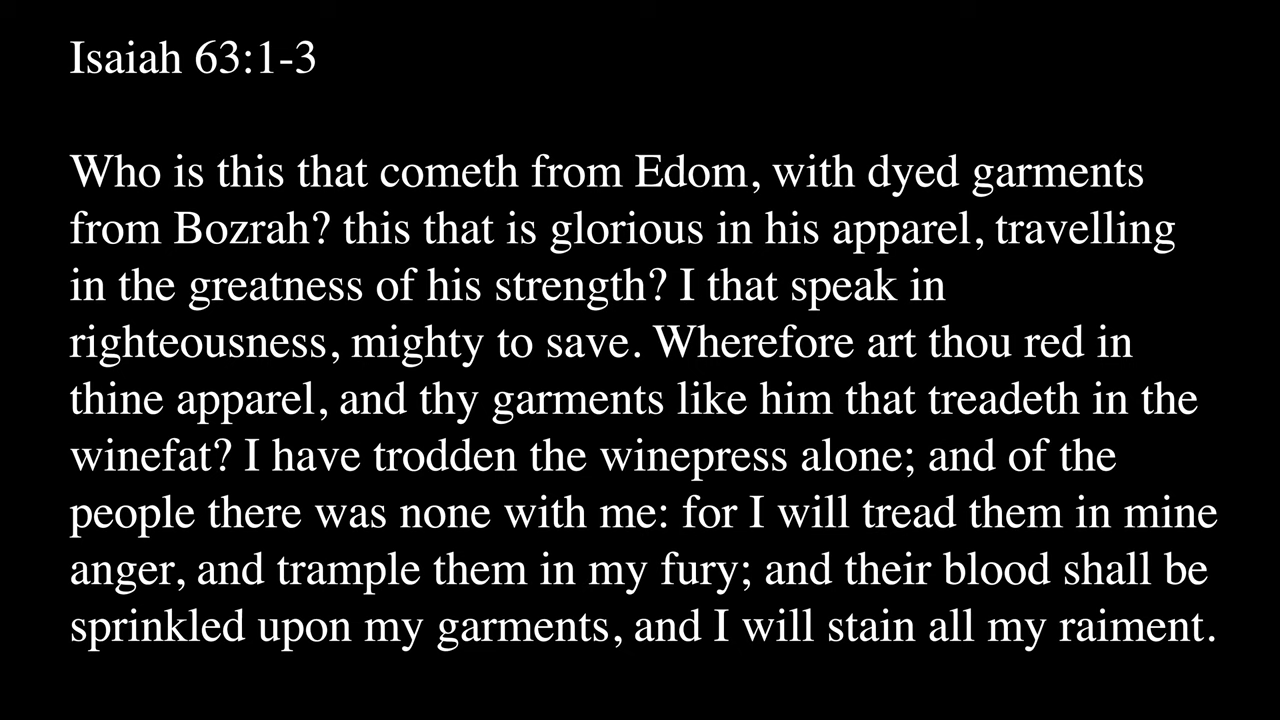 Isaiah 63:1-3
Who is this that cometh from Edom, with dyed garments
from Bozrah? this that is glorious in his apparel, travelling
in the greatness of his strength? I that speak in
righteousness, mighty to save. Wherefore art thou red in
thine apparel, and thy garments like him that treadeth in the
winefat? I have trodden the winepress alone; and of the
people there was none with me: for I will tread them in mine
anger, and trample them in my fury; and their blood shall be
sprinkled upon my garments, and I will stain all my raiment.